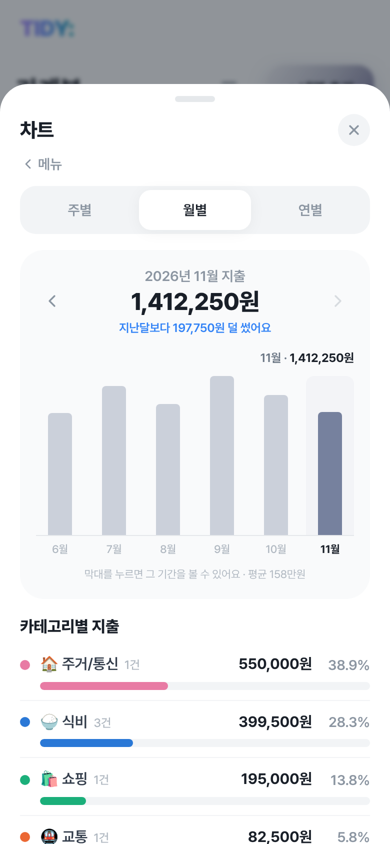 TIDY:
차트
메뉴
주별 월별 연별
2026년 11월 지출
1,412,250원
지난달보다 197,750원 덜 썼어요
11월 · 1,412,250원
6월 7월 8월 9월 10월 11월
막대를 누르면 그 기간을 볼 수 있어요 · 평균 158만원
카테고리별 지출
주거/통신 1건 550,000원 38.9%
식비 3건 399,500원 28.3%
쇼핑 1건 195,000원 13.8%
교통 1건 82,500원 5.8%